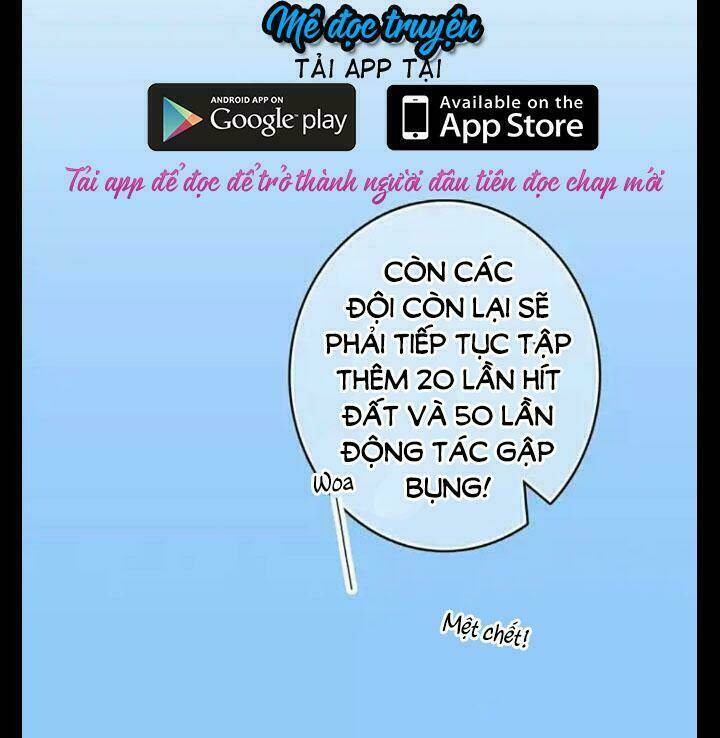 Mê đọc truyện
TẢI APP TẠI
ANDROID APP ON
Google play
Available on the
App Store
Tải app để đọc để trở thành người đầu tiên đọc chap mới
CÒN CÁC
ĐỘI CÒN LẠI SẼ
PHẢI TIẾP TỤC TẬP
THÊM 20 LẦN HÍT
ĐẤT VÀ 50 LẦN
ĐỘNG TÁC GẬP
BỤNG!
Woa
Mệt chết!